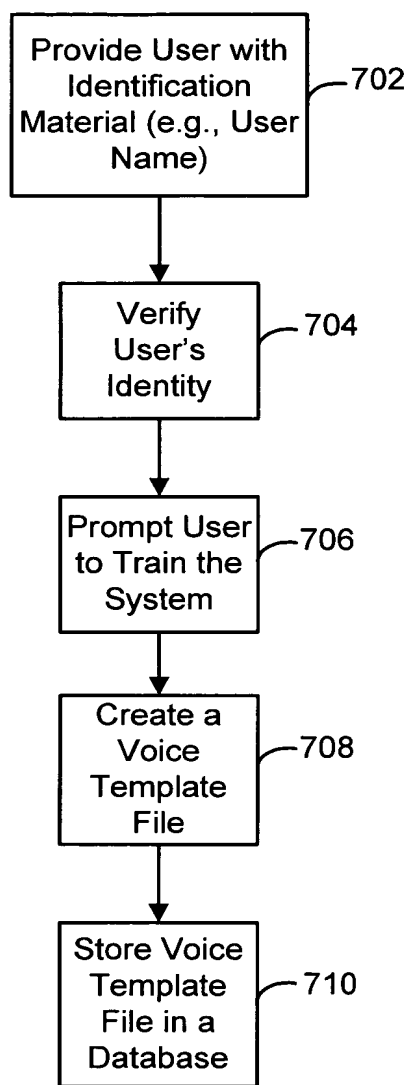 Provide User with
Identification
Material (e.g., User
Name)
702
Verify
User's
Identity
704
Prompt User
to Train the
System
706
Create a
Voice
Template
File
708
Store Voice
Template
File in a
Database
710